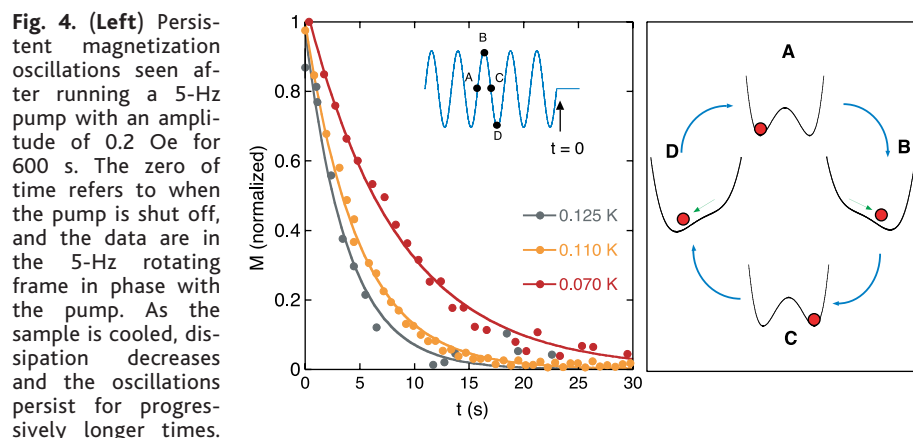 Fig. 4. (Left) Persis-
tent magnetization
oscillations seen af-
ter running a 5-Hz
pump with an ampli-
tude of 0.2 Oe for
600 s. The zero of
time refers to when
the pump is shut off,
and the data are in
the 5-Hz rotating
frame in phase with
the pump. As the
sample is cooled, dis-
sipation decreases
and the oscillations
persist for progres-
sively longer times.
M (normalized)
1
0.8
0.6
0.4
0.2
0
0 5 10 15 20 25 30
t (s)
B
A C
D
t = 0
0.125 K
0.110 K
0.070 K
A
D B
C